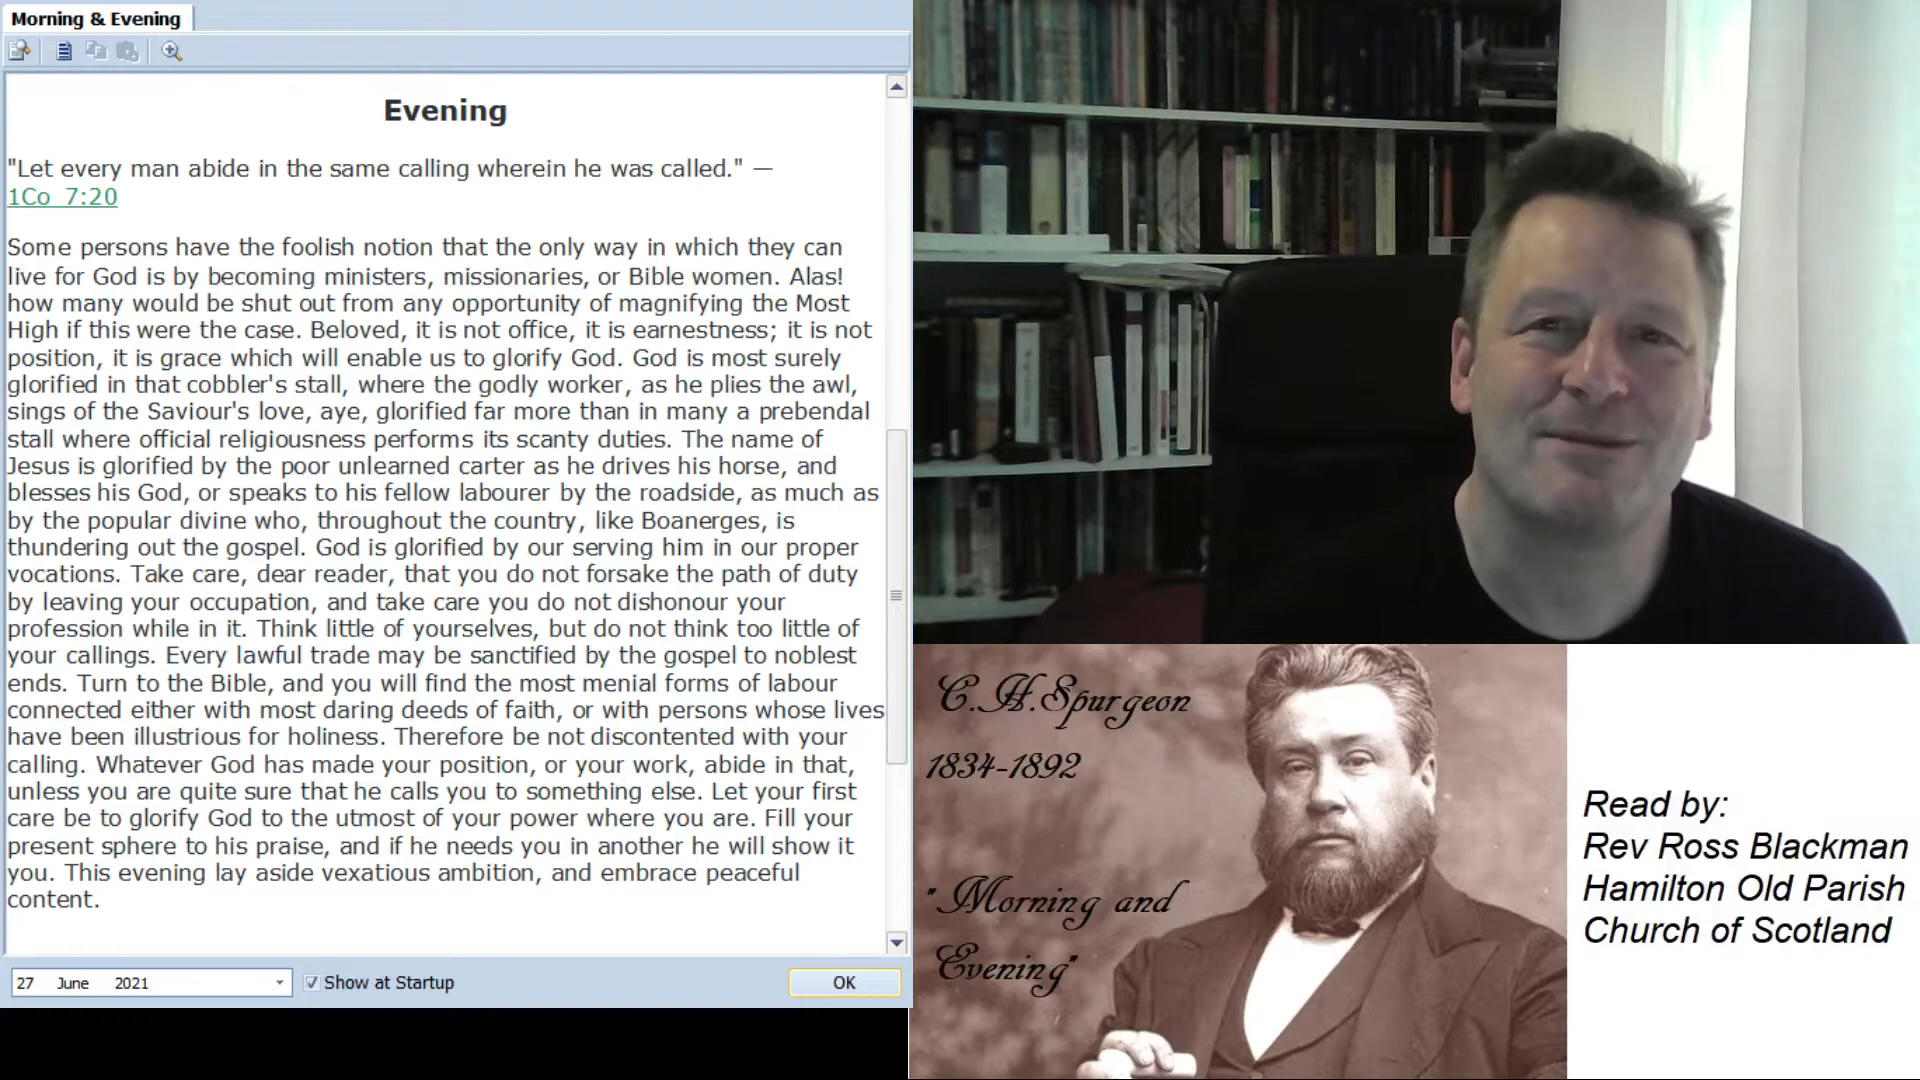 Morning & Evening
Evening
"Let every man abide in the same calling wherein he was called." —
1Co 7:20
Some persons have the foolish notion that the only way in which they can
live for God is by becoming ministers, missionaries, or Bible women. Alas!
how many would be shut out from any opportunity of magnifying the Most
High if this were the case. Beloved, it is not office, it is earnestness; it is not
position, it is grace which will enable us to glorify God. God is most surely
glorified in that cobbler's stall, where the godly worker, as he plies the awl,
sings of the Saviour's love, aye, glorified far more than in many a prebendal
stall where official religiousness performs its scanty duties. The name of
Jesus is glorified by the poor unlearned carter as he drives his horse, and
blesses his God, or speaks to his fellow labourer by the roadside, as much as
by the popular divine who, throughout the country, like Boanerges, is
thundering out the gospel. God is glorified by our serving him in our proper
vocations. Take care, dear reader, that you do not forsake the path of duty
by leaving your occupation, and take care you do not dishonour your
profession while in it. Think little of yourselves, but do not think too little of
your callings. Every lawful trade may be sanctified by the gospel to noblest
ends. Turn to the Bible, and you will find the most menial forms of labour
connected either with most daring deeds of faith, or with persons whose lives
have been illustrious for holiness. Therefore be not discontented with your
calling. Whatever God has made your position, or your work, abide in that,
unless you are quite sure that he calls you to something else. Let your first
care be to glorify God to the utmost of your power where you are. Fill your
present sphere to his praise, and if he needs you in another he will show it
you. This evening lay aside vexatious ambition, and embrace peaceful
content.
27 June 2021
Show at Startup
OK
C.H.Spurgeon
1834-1892
"Morning and
Evening"
Read by:
Rev Ross Blackman
Hamilton Old Parish
Church of Scotland